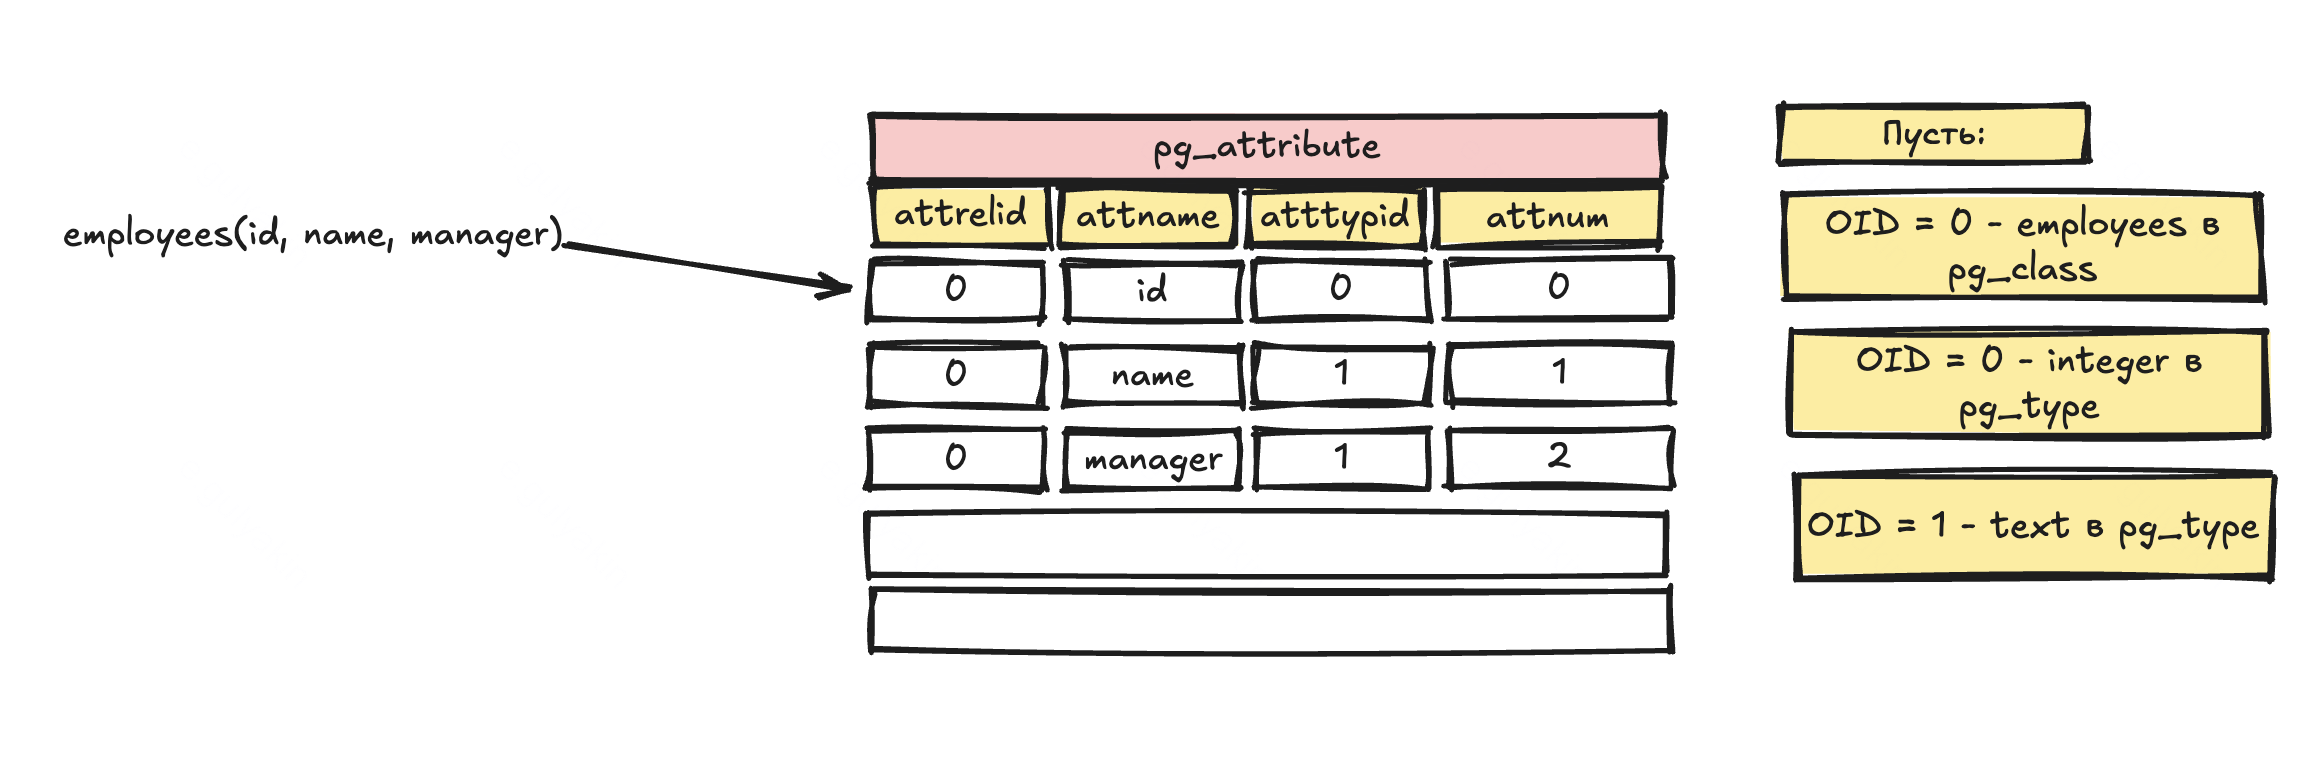 employees(id, name, manager)
pg_attribute
attrelid attname atttypid attnum
0 id 0 0
0 name 1 1
0 manager 1 2
Пусть:
OID = 0 - employees в
pg_class
OID = 0 - integer в
pg_type
OID = 1 - text в pg_type